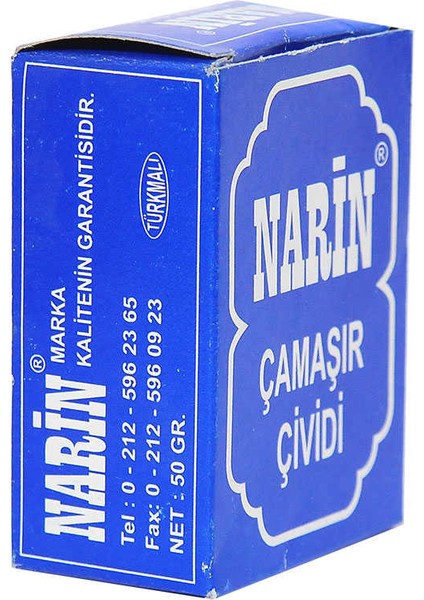 NARİN® MARKA
KALİTENİN GARANTİSİDİR.
TÜRKMALI
Tel : 0 - 212 - 596 23 65
Fax: 0 - 212 - 596 09 23
NET : 50 GR.
NARİN®
ÇAMAŞIR
ÇİVİDİ